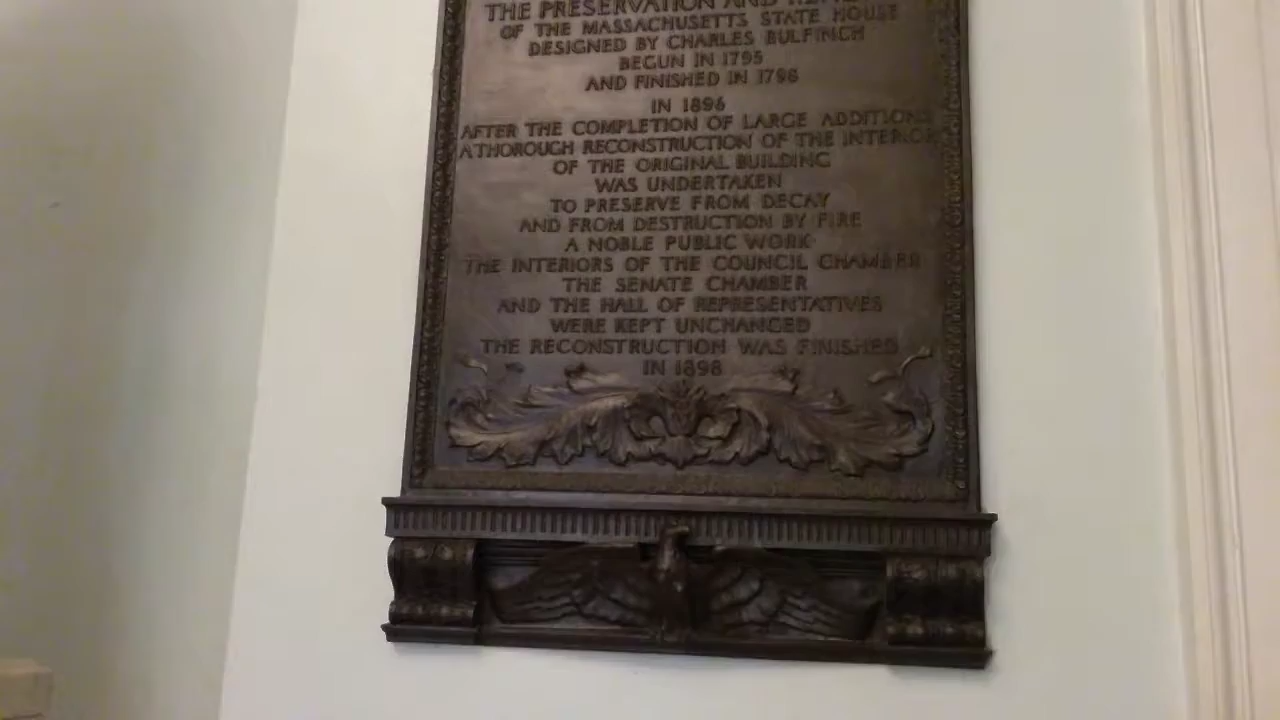 THE PRESERVATION AND
OF THE MASSACHUSETTS STATE HOUSE
DESIGNED BY CHARLES BULFINCH
BEGUN IN 1795
AND FINISHED IN 1798
IN 1896
AFTER THE COMPLETION OF LARGE ADDITIONS
A THOROUGH RECONSTRUCTION OF THE INTERIOR
OF THE ORIGINAL BUILDING
WAS UNDERTAKEN
TO PRESERVE FROM DECAY
AND FROM DESTRUCTION BY FIRE
A NOBLE PUBLIC WORK
THE INTERIORS OF THE COUNCIL CHAMBER
THE SENATE CHAMBER
AND THE HALL OF REPRESENTATIVES
WERE KEPT UNCHANGED
THE RECONSTRUCTION WAS FINISHED
IN 1898